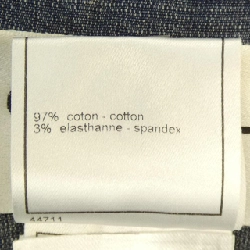 97% coton - cotton
3% elasthanne - spandex
44711